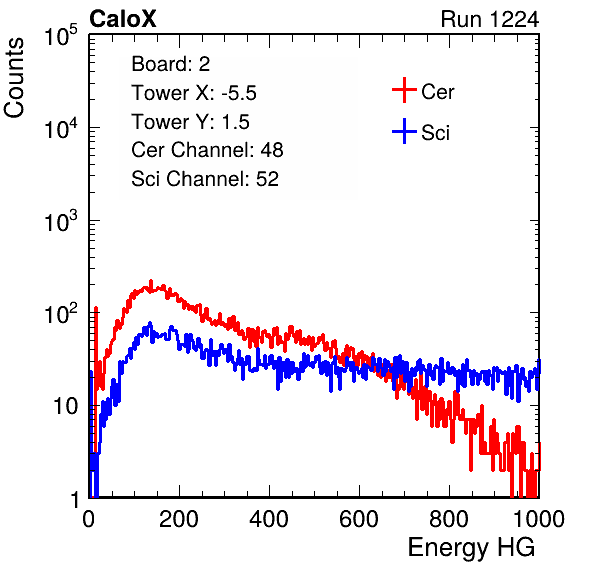 CaloX Run 1224
Board: 2
Tower X: -5.5
Tower Y: 1.5
Cer Channel: 48
Sci Channel: 52
Cer
Sci
Counts
10^5
10^4
10^3
10^2
10
1
0 200 400 600 800 1000
Energy HG